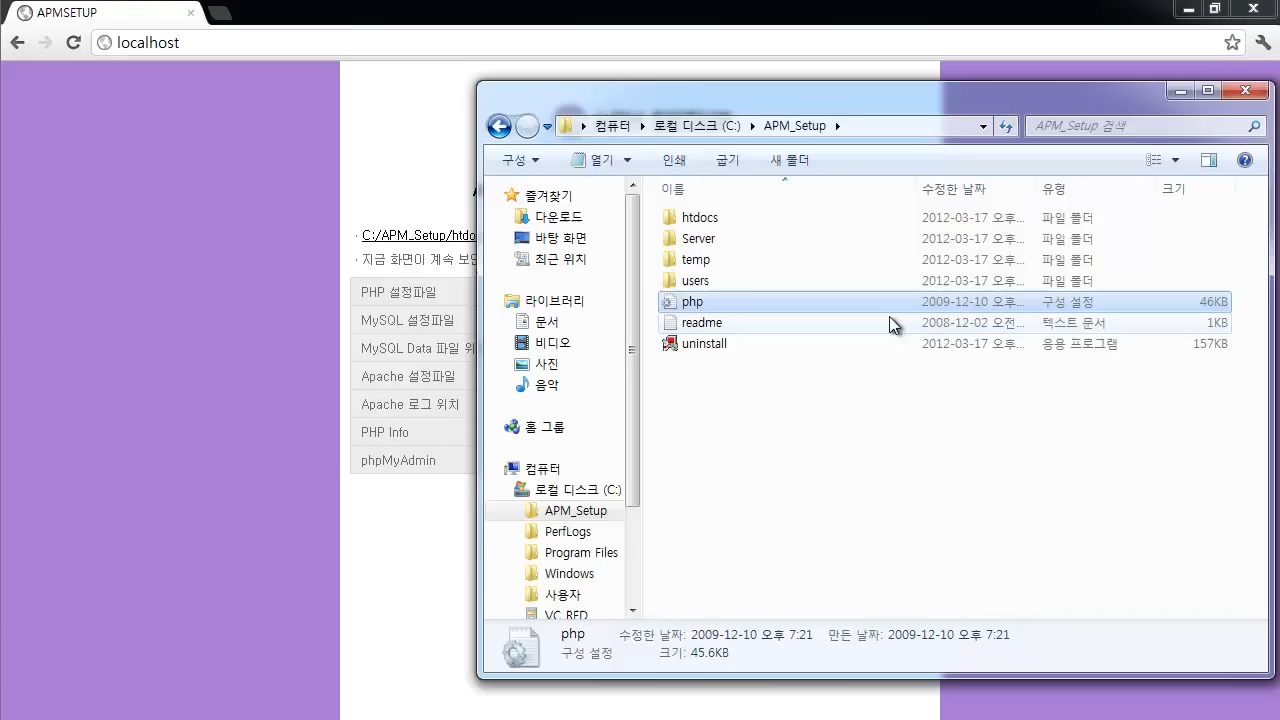 APMSETUP
localhost
컴퓨터 로컬 디스크 (C:) APM_Setup
APM_Setup 검색
구성 열기 인쇄 굽기 새 폴더
즐겨찾기
다운로드
바탕 화면
최근 위치
라이브러리
문서
비디오
사진
음악
홈 그룹
컴퓨터
로컬 디스크 (C:)
APM_Setup
PerfLogs
Program Files
Windows
사용자
VC_RED
이름 수정한 날짜 유형 크기
htdocs 2012-03-17 오후... 파일 폴더
Server 2012-03-17 오후... 파일 폴더
temp 2012-03-17 오후... 파일 폴더
users 2012-03-17 오후... 파일 폴더
php 2009-12-10 오후... 구성 설정 46KB
readme 2008-12-02 오전... 텍스트 문서 1KB
uninstall 2012-03-17 오후... 응용 프로그램 157KB
php 수정한 날짜: 2009-12-10 오후 7:21 만든 날짜: 2009-12-10 오후 7:21
구성 설정 크기: 45.6KB
· C:/APM_Setup/htdo
· 지금 화면이 계속
PHP 설정파일
MySQL 설정파일
MySQL Data 파일 위
Apache 설정파일
Apache 로그 위치
PHP Info
phpMyAdmin